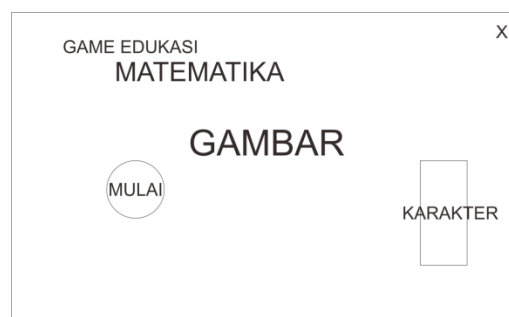 X
GAME EDUKASI
MATEMATIKA
GAMBAR
MULAI
KARAKTER